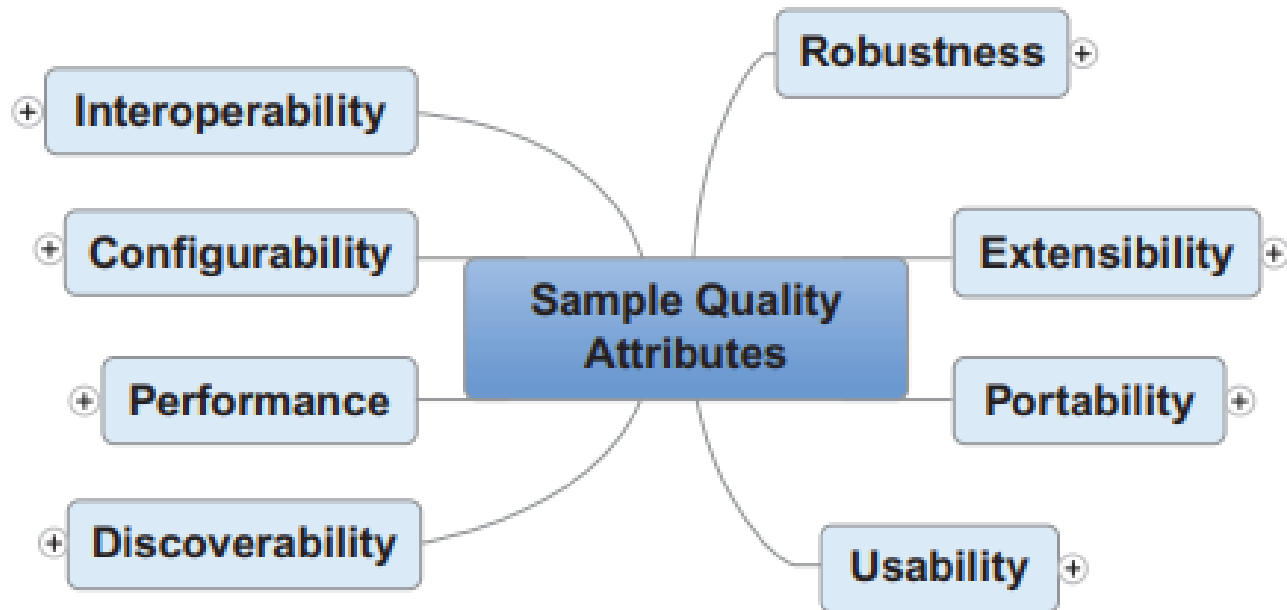 Robustness
Interoperability
Configurability
Extensibility
Sample Quality
Attributes
Performance
Portability
Discoverability
Usability